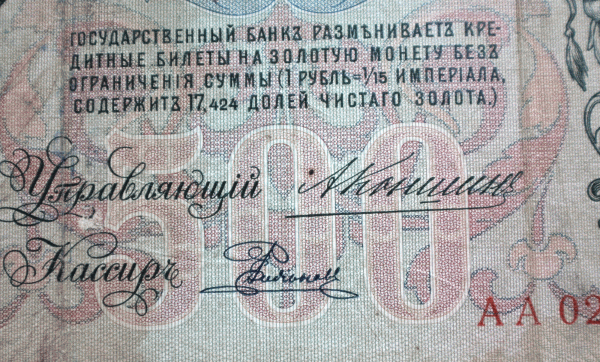 ГОСУДАРСТВЕННЫЙ БАНКЪ РАЗМѢНИВАЕТЪ КРЕ-
ДИТНЫЕ БИЛЕТЫ НА ЗОЛОТУЮ МОНЕТУ БЕЗЪ
ОГРАНИЧЕНІЯ СУММЫ (1 РУБЛЬ=1/15 ИМПЕРІАЛА,
СОДЕРЖИТЪ 17,424 ДОЛЕЙ ЧИСТАГО ЗОЛОТА.)
500
Управляющій АКоншинъ
Кассиръ
АА 02